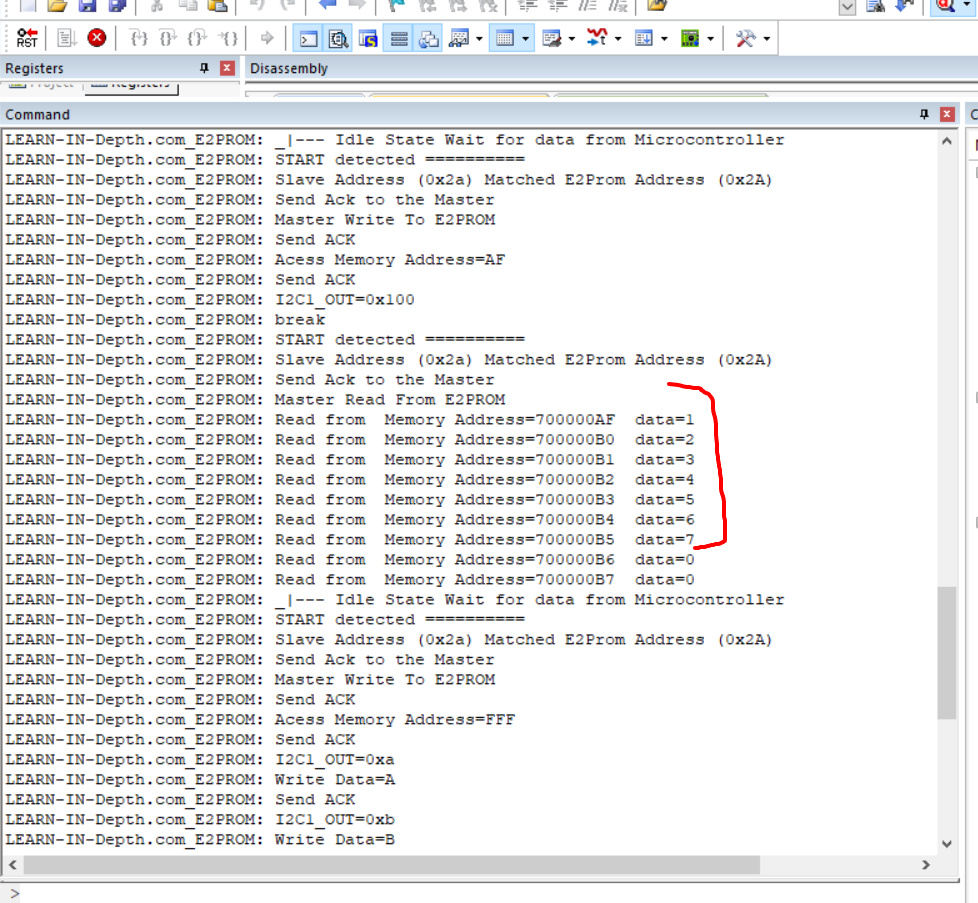 RST
Registers
Disassembly
Project
Registers
Command
LEARN-IN-Depth.com_E2PROM: _|--- Idle State Wait for data from Microcontroller
LEARN-IN-Depth.com_E2PROM: START detected ==========
LEARN-IN-Depth.com_E2PROM: Slave Address (0x2a) Matched E2Prom Address (0x2A)
LEARN-IN-Depth.com_E2PROM: Send Ack to the Master
LEARN-IN-Depth.com_E2PROM: Master Write To E2PROM
LEARN-IN-Depth.com_E2PROM: Send ACK
LEARN-IN-Depth.com_E2PROM: Acess Memory Address=AF
LEARN-IN-Depth.com_E2PROM: Send ACK
LEARN-IN-Depth.com_E2PROM: I2C1_OUT=0x100
LEARN-IN-Depth.com_E2PROM: break
LEARN-IN-Depth.com_E2PROM: START detected ==========
LEARN-IN-Depth.com_E2PROM: Slave Address (0x2a) Matched E2Prom Address (0x2A)
LEARN-IN-Depth.com_E2PROM: Send Ack to the Master
LEARN-IN-Depth.com_E2PROM: Master Read From E2PROM
LEARN-IN-Depth.com_E2PROM: Read from  Memory Address=700000AF  data=1
LEARN-IN-Depth.com_E2PROM: Read from  Memory Address=700000B0  data=2
LEARN-IN-Depth.com_E2PROM: Read from  Memory Address=700000B1  data=3
LEARN-IN-Depth.com_E2PROM: Read from  Memory Address=700000B2  data=4
LEARN-IN-Depth.com_E2PROM: Read from  Memory Address=700000B3  data=5
LEARN-IN-Depth.com_E2PROM: Read from  Memory Address=700000B4  data=6
LEARN-IN-Depth.com_E2PROM: Read from  Memory Address=700000B5  data=7
LEARN-IN-Depth.com_E2PROM: Read from  Memory Address=700000B6  data=0
LEARN-IN-Depth.com_E2PROM: Read from  Memory Address=700000B7  data=0
LEARN-IN-Depth.com_E2PROM: _|--- Idle State Wait for data from Microcontroller
LEARN-IN-Depth.com_E2PROM: START detected ==========
LEARN-IN-Depth.com_E2PROM: Slave Address (0x2a) Matched E2Prom Address (0x2A)
LEARN-IN-Depth.com_E2PROM: Send Ack to the Master
LEARN-IN-Depth.com_E2PROM: Master Write To E2PROM
LEARN-IN-Depth.com_E2PROM: Send ACK
LEARN-IN-Depth.com_E2PROM: Acess Memory Address=FFF
LEARN-IN-Depth.com_E2PROM: Send ACK
LEARN-IN-Depth.com_E2PROM: I2C1_OUT=0xa
LEARN-IN-Depth.com_E2PROM: Write Data=A
LEARN-IN-Depth.com_E2PROM: Send ACK
LEARN-IN-Depth.com_E2PROM: I2C1_OUT=0xb
LEARN-IN-Depth.com_E2PROM: Write Data=B
>